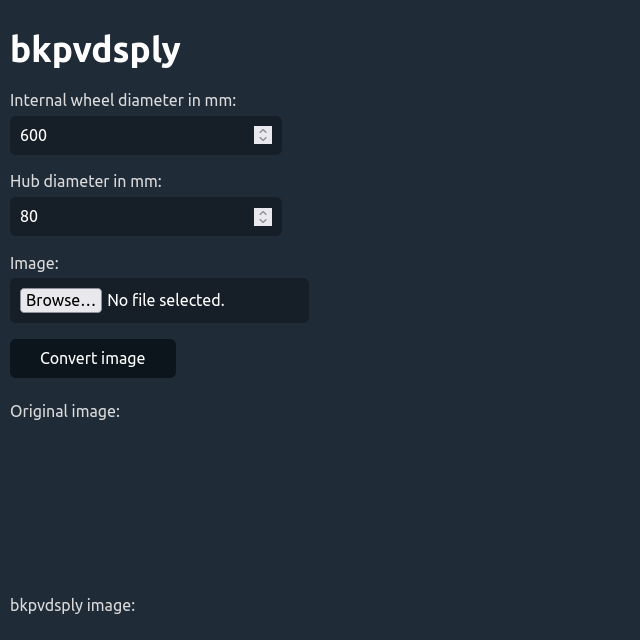 bkpvdsply
Internal wheel diameter in mm:
600
Hub diameter in mm:
80
Image:
Browse… No file selected.
Convert image
Original image:
bkpvdsply image: